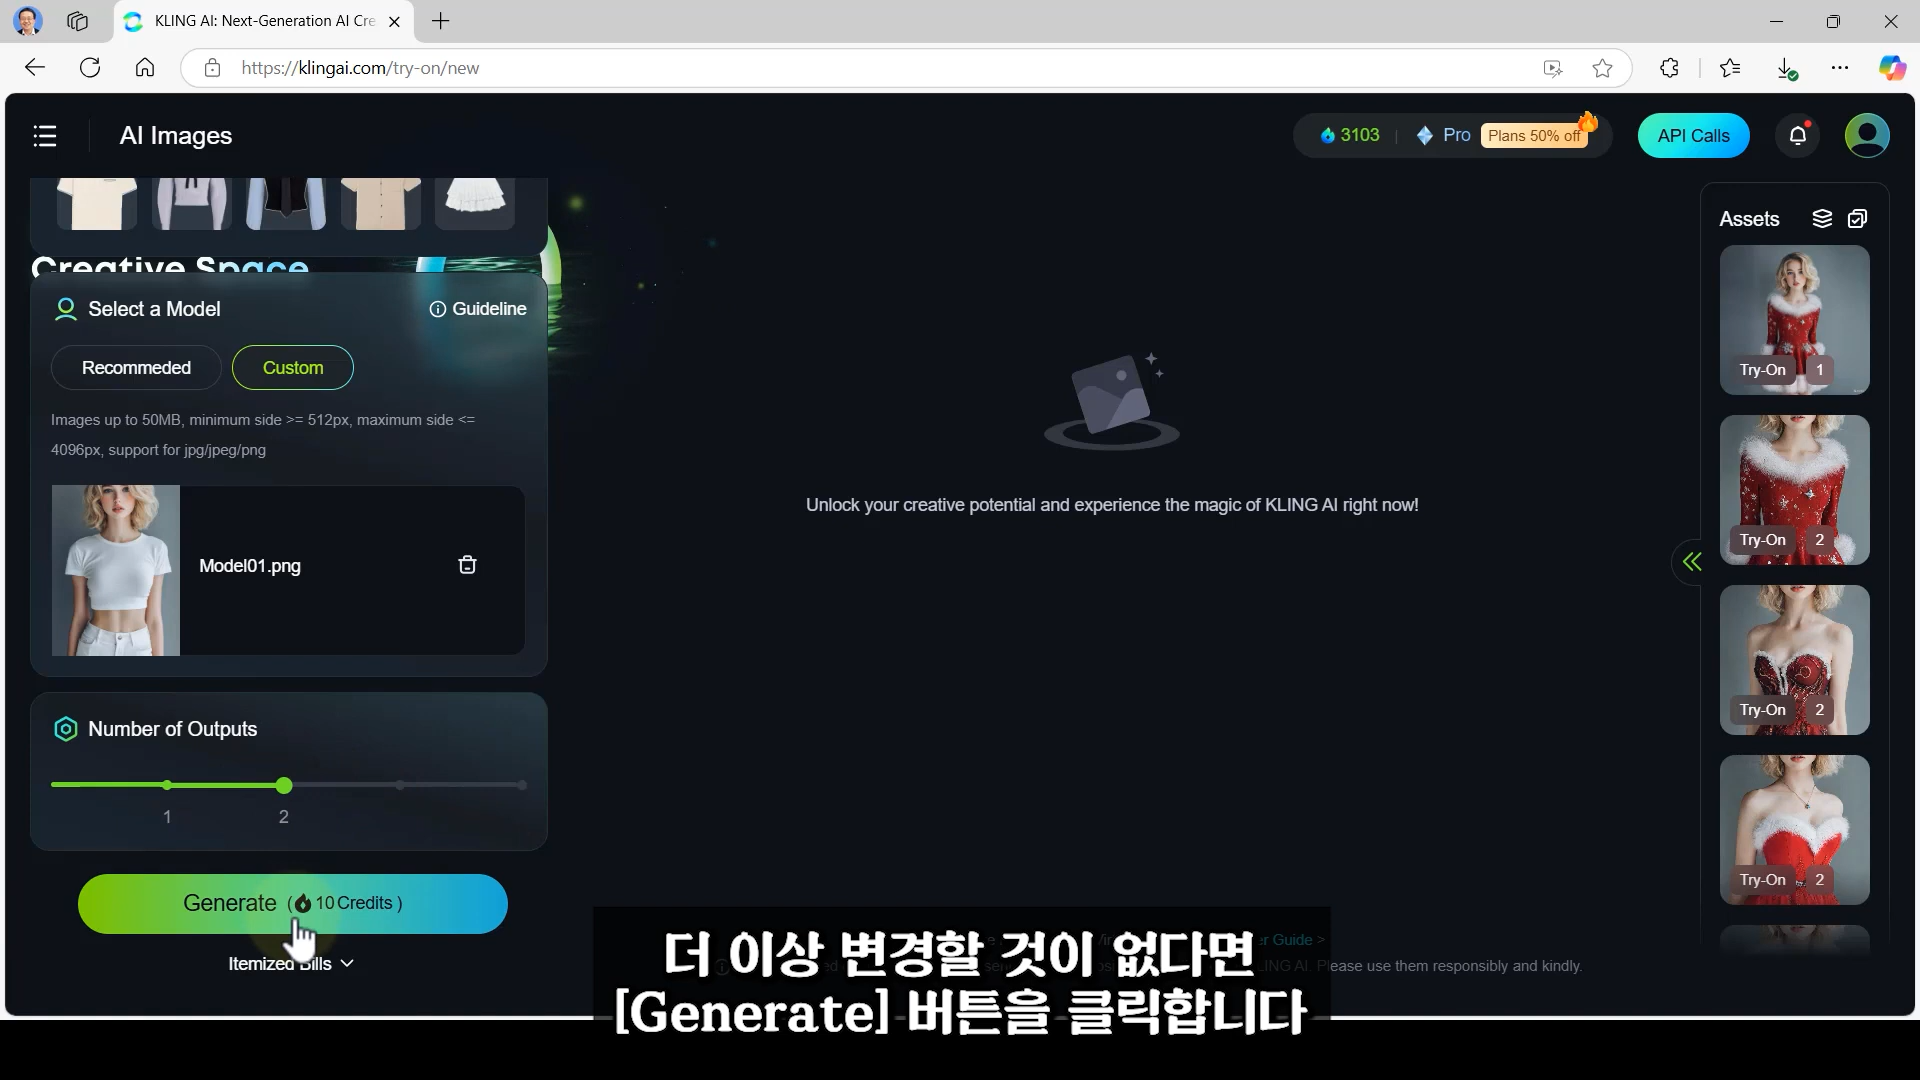 KLING AI: Next-Generation AI Cre
https://klingai.com/try-on/new
AI Images
3103
Pro
Plans 50% off
API Calls
Creative Space
Select a Model
Guideline
Recommeded
Custom
Images up to 50MB, minimum side >= 512px, maximum side <=
4096px, support for jpg/jpeg/png
Model01.png
Number of Outputs
1
2
Generate ( 10 Credits )
Itemized Bills
Unlock your creative potential and experience the magic of KLING AI right now!
Assets
Try-On 1
Try-On 2
Try-On 2
Try-On 2
Guide >
KLING AI. Please use them responsibly and kindly.
더 이상 변경할 것이 없다면
[Generate] 버튼을 클릭합니다